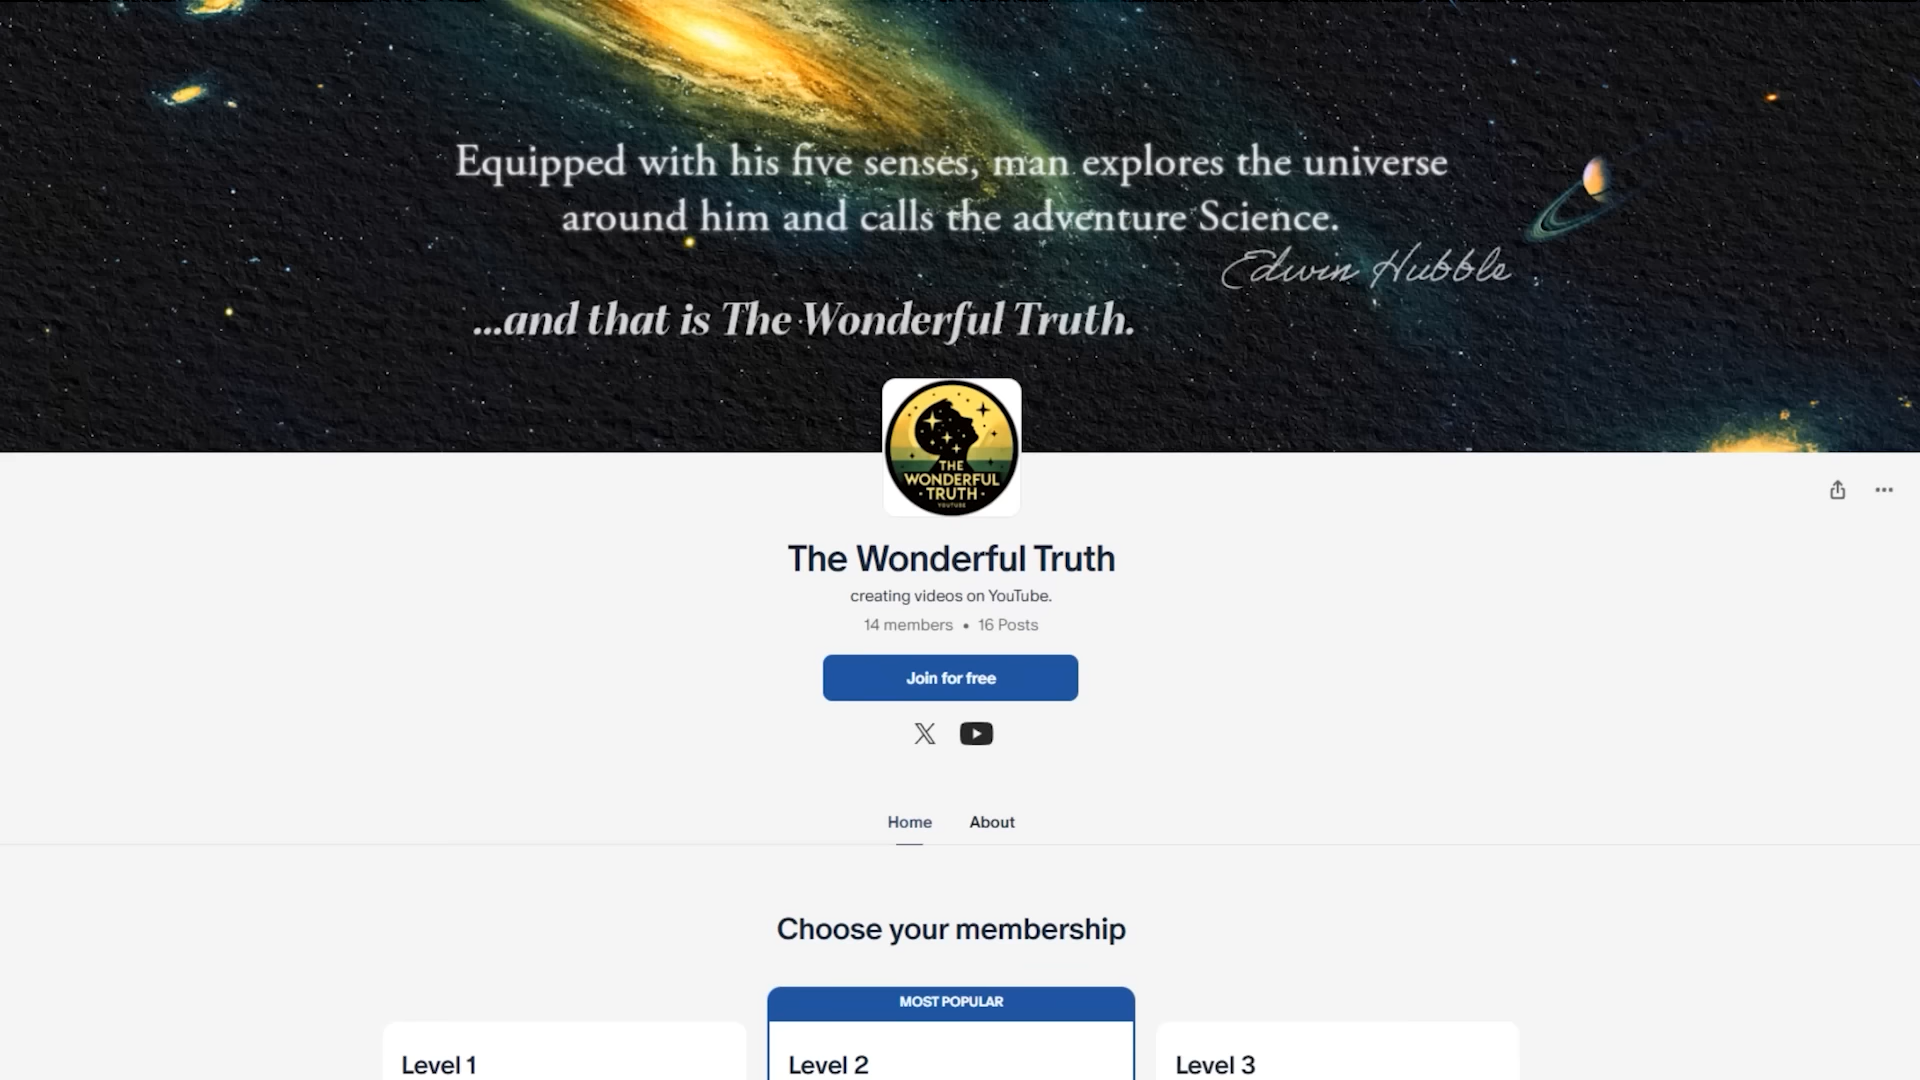 Equipped with his five senses, man explores the universe
around him and calls the adventure Science.
Edwin Hubble
...and that is The Wonderful Truth.
THE
WONDERFUL
· TRUTH ·
YOUTUBE
The Wonderful Truth
creating videos on YouTube.
14 members • 16 Posts
Join for free
Home About
Choose your membership
MOST POPULAR
Level 1 Level 2 Level 3